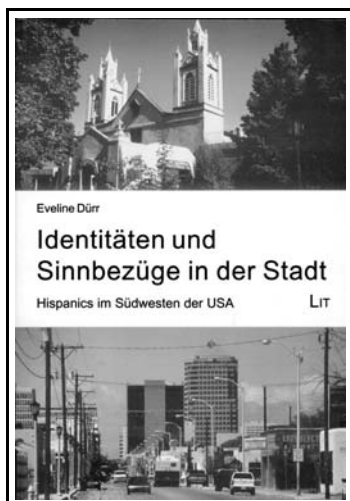 Eveline Dürr
Identitäten und
Sinnbezüge in der Stadt
Hispanics im Südwesten der USA
LIT